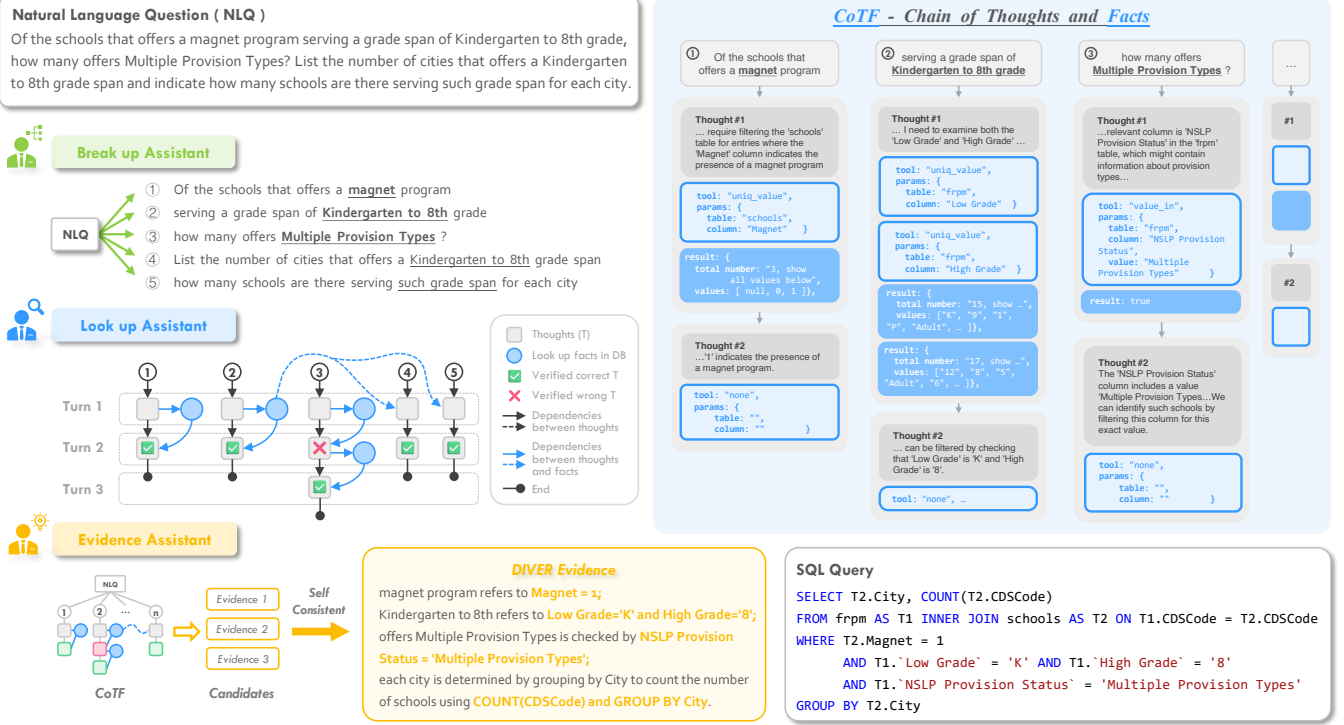 Natural Language Question ( NLQ )
Of the schools that offers a magnet program serving a grade span of Kindergarten to 8th grade,
how many offers Multiple Provision Types? List the number of cities that offers a Kindergarten
to 8th grade span and indicate how many schools are there serving such grade span for each city.
Break up Assistant
NLQ
① Of the schools that offers a magnet program
② serving a grade span of Kindergarten to 8th grade
③ how many offers Multiple Provision Types ?
④ List the number of cities that offers a Kindergarten to 8th grade span
⑤ how many schools are there serving such grade span for each city
Look up Assistant
1 2 3 4 5
Turn 1
Turn 2
Turn 3
Thoughts (T)
Look up facts in DB
Verified correct T
Verified wrong T
Dependencies
between thoughts
Dependencies
between thoughts
and facts
End
Evidence Assistant
NLQ
1 2 ... n
CoTF
Evidence 1
Evidence 2
Evidence 3
Candidates
Self
Consistent
DIVER Evidence
magnet program refers to Magnet = 1;
Kindergarten to 8th refers to Low Grade='K' and High Grade='8';
offers Multiple Provision Types is checked by NSLP Provision
Status = 'Multiple Provision Types';
each city is determined by grouping by City to count the number
of schools using COUNT(CDSCode) and GROUP BY City.
CoTF - Chain of Thoughts and Facts
① Of the schools that
offers a magnet program
Thought #1
... require filtering the 'schools'
table for entries where the
'Magnet' column indicates the
presence of a magnet program
tool: "uniq_value",
params: {
table: "schools",
column: "Magnet" }
result: {
total number: "3, show
all values below",
values: [ null, 0, 1 ]},
Thought #2
...'1' indicates the presence of
a magnet program.
tool: "none",
params: {
table: "",
column: "" }
② serving a grade span of
Kindergarten to 8th grade
Thought #1
... I need to examine both the
'Low Grade' and 'High Grade' ...
tool: "uniq_value",
params: {
table: "frpm",
column: "Low Grade" }
tool: "uniq_value",
params: {
table: "frpm",
column: "High Grade" }
result: {
total number: "15, show …",
values: ["K", "9", "1",
"P", "Adult", … ]},
result: {
total number: "17, show …",
values: ["12", "8", "5",
"Adult", "6", … ]},
Thought #2
... can be filtered by checking
that 'Low Grade' is 'K' and 'High
Grade' is '8'.
tool: "none", …
③ how many offers
Multiple Provision Types ?
Thought #1
...relevant column is 'NSLP
Provision Status' in the 'frpm'
table, which might contain
information about provision
types…
tool: "value_in",
params: {
table: "frpm",
column: "NSLP Provision
Status",
value: "Multiple
Provision Types" }
result: true
Thought #2
The 'NSLP Provision Status'
column includes a value
'Multiple Provision Types...We
can identify such schools by
filtering this column for this
exact value.
tool: "none",
params: {
table: "",
column: "" }
...
#1
#2
SQL Query
SELECT T2.City, COUNT(T2.CDSCode)
FROM frpm AS T1 INNER JOIN schools AS T2 ON T1.CDSCode = T2.CDSCode
WHERE T2.Magnet = 1
AND T1.`Low Grade` = 'K' AND T1.`High Grade` = '8'
AND T1.`NSLP Provision Status` = 'Multiple Provision Types'
GROUP BY T2.City